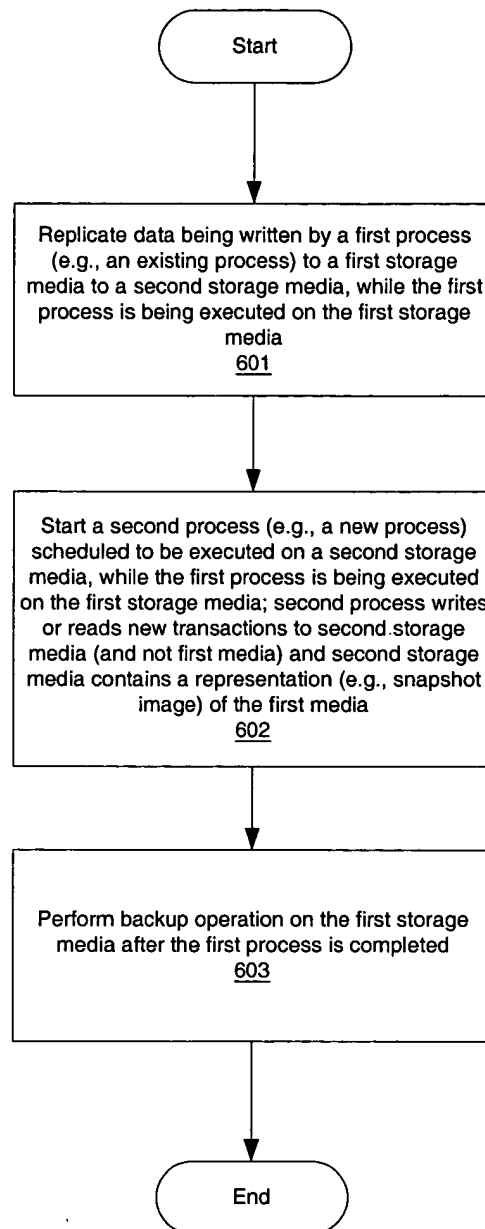 Start
Replicate data being written by a first process
(e.g., an existing process) to a first storage
media to a second storage media, while the first
process is being executed on the first storage
media
601
Start a second process (e.g., a new process)
scheduled to be executed on a second storage
media, while the first process is being executed
on the first storage media; second process writes
or reads new transactions to second storage
media (and not first media) and second storage
media contains a representation (e.g., snapshot
image) of the first media
602
Perform backup operation on the first storage
media after the first process is completed
603
End